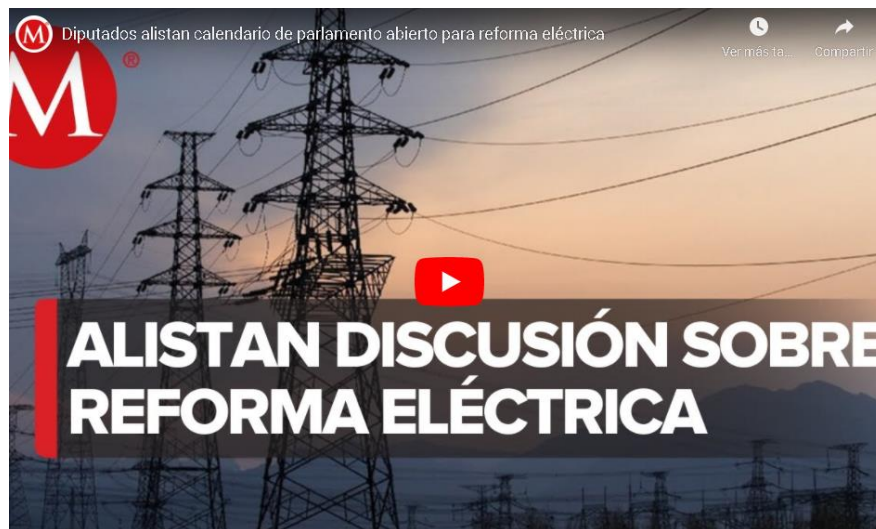 M
Diputados alistan calendario de parlamento abierto para reforma eléctrica
Ver más ta...
Compartir
M®
ALISTAN DISCUSIÓN SOBRE
REFORMA ELÉCTRICA